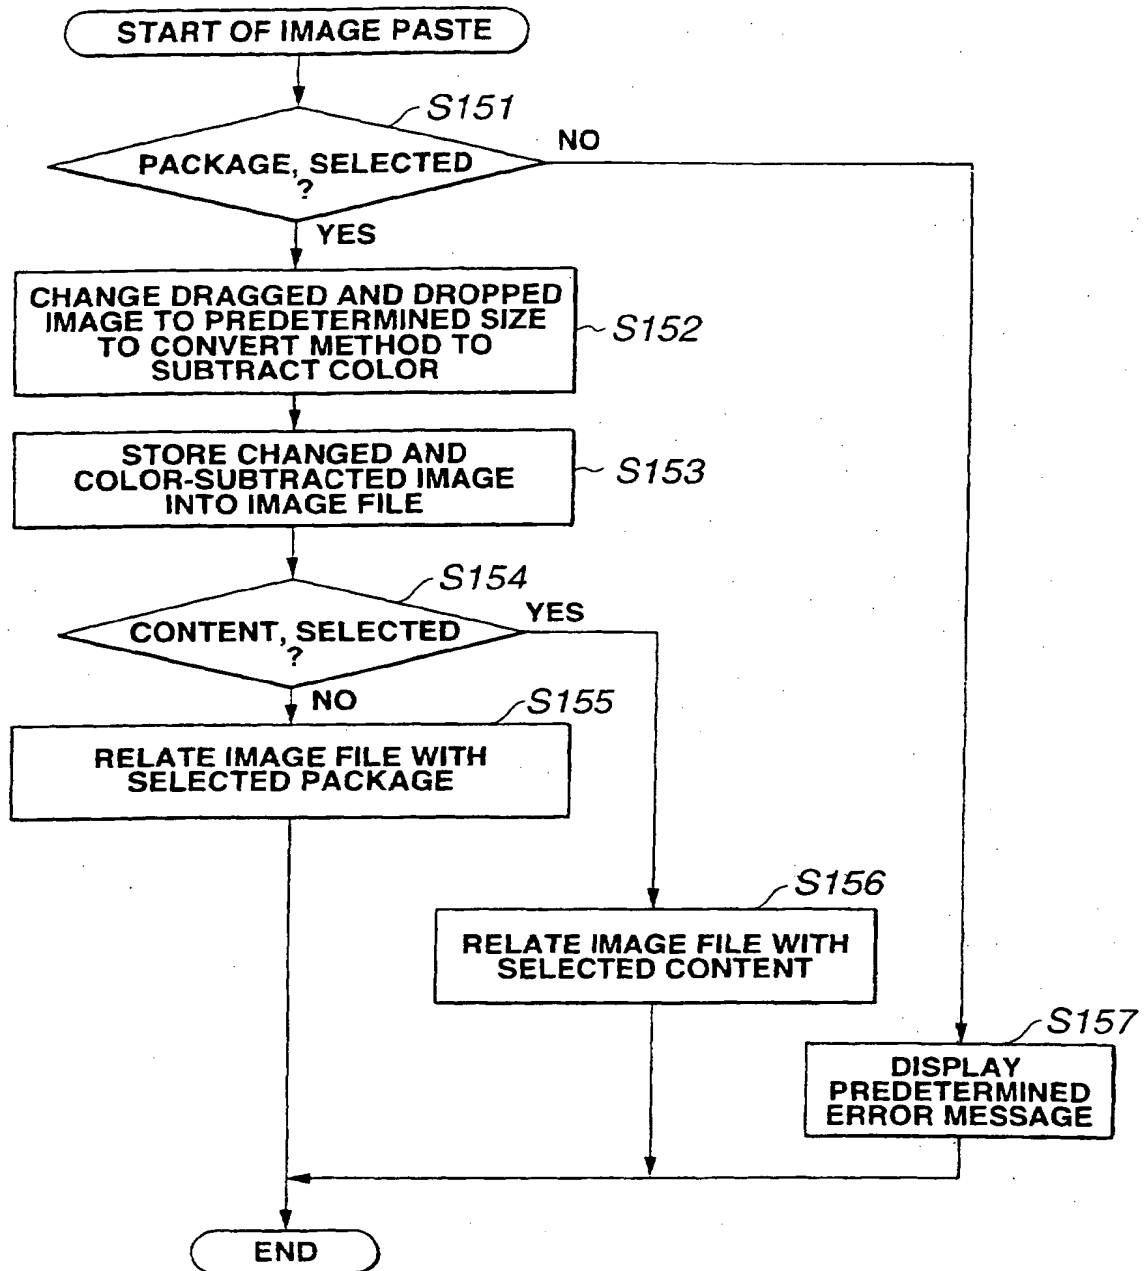 START OF IMAGE PASTE
S151
NO
PACKAGE, SELECTED
?
YES
CHANGE DRAGGED AND DROPPED
IMAGE TO PREDETERMINED SIZE
TO CONVERT METHOD TO
SUBTRACT COLOR
S152
STORE CHANGED AND
COLOR-SUBTRACTED IMAGE
INTO IMAGE FILE
S153
S154
YES
CONTENT, SELECTED
?
NO
S155
RELATE IMAGE FILE WITH
SELECTED PACKAGE
S156
RELATE IMAGE FILE WITH
SELECTED CONTENT
S157
DISPLAY
PREDETERMINED
ERROR MESSAGE
END